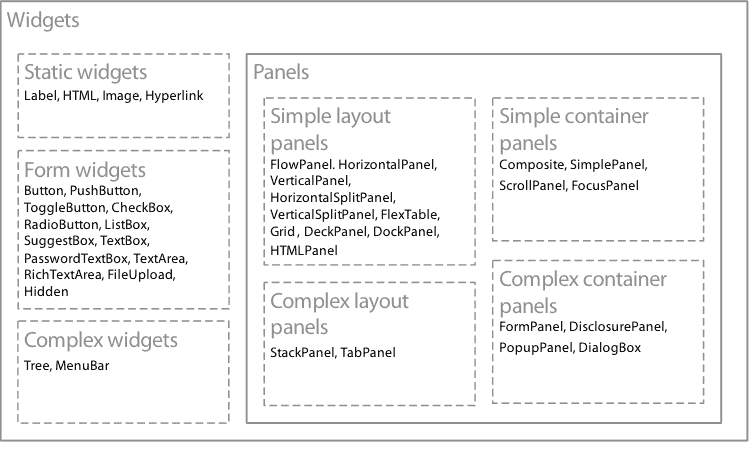 Widgets
Static widgets
Label, HTML, Image, Hyperlink
Form widgets
Button, PushButton,
ToggleButton, CheckBox,
RadioButton, ListBox,
SuggestBox, TextBox,
PasswordTextBox, TextArea,
RichTextArea, FileUpload,
Hidden
Complex widgets
Tree, MenuBar
Panels
Simple layout
panels
FlowPanel. HorizontalPanel,
VerticalPanel,
HorizontalSplitPanel,
VerticalSplitPanel, FlexTable,
Grid , DeckPanel, DockPanel,
HTMLPanel
Complex layout
panels
StackPanel, TabPanel
Simple container
panels
Composite, SimplePanel,
ScrollPanel, FocusPanel
Complex container
panels
FormPanel, DisclosurePanel,
PopupPanel, DialogBox